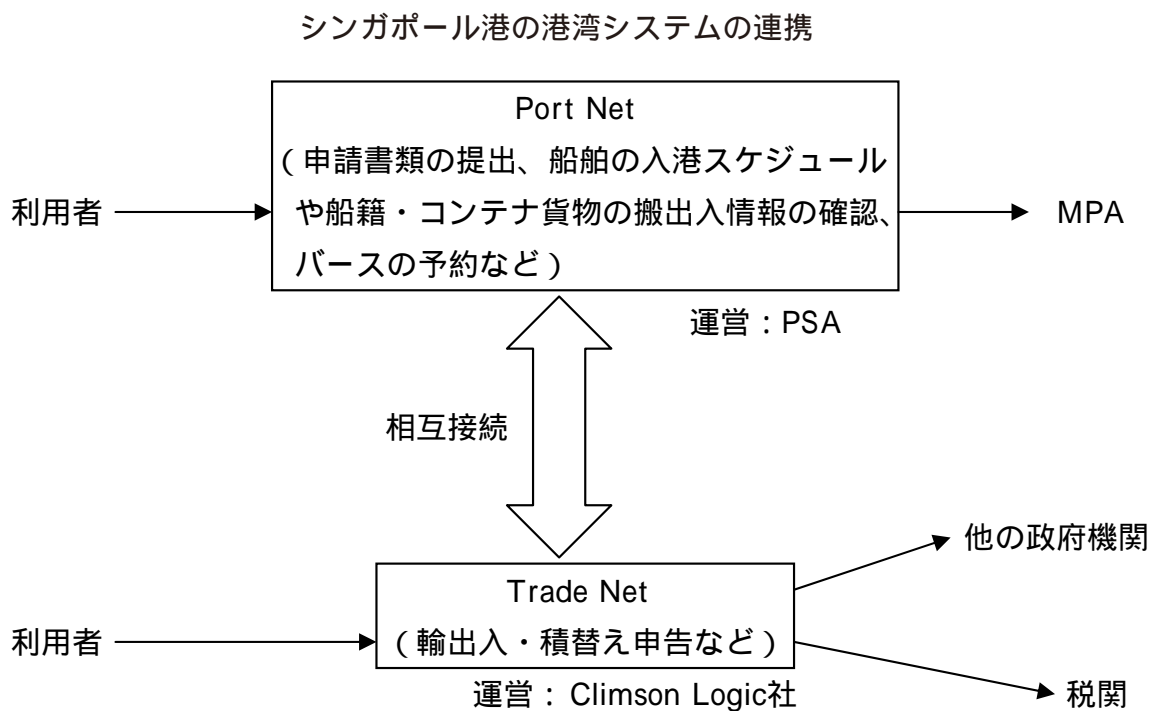 シンガポール港の港湾システムの連携
Port Net
(申請書類の提出、船舶の入港スケジュール
や船籍・コンテナ貨物の搬出入情報の確認、
バースの予約など)
利用者
MPA
運営：PSA
相互接続
他の政府機関
Trade Net
(輸出入・積替え申告など)
利用者
運営：Climson Logic社
税関